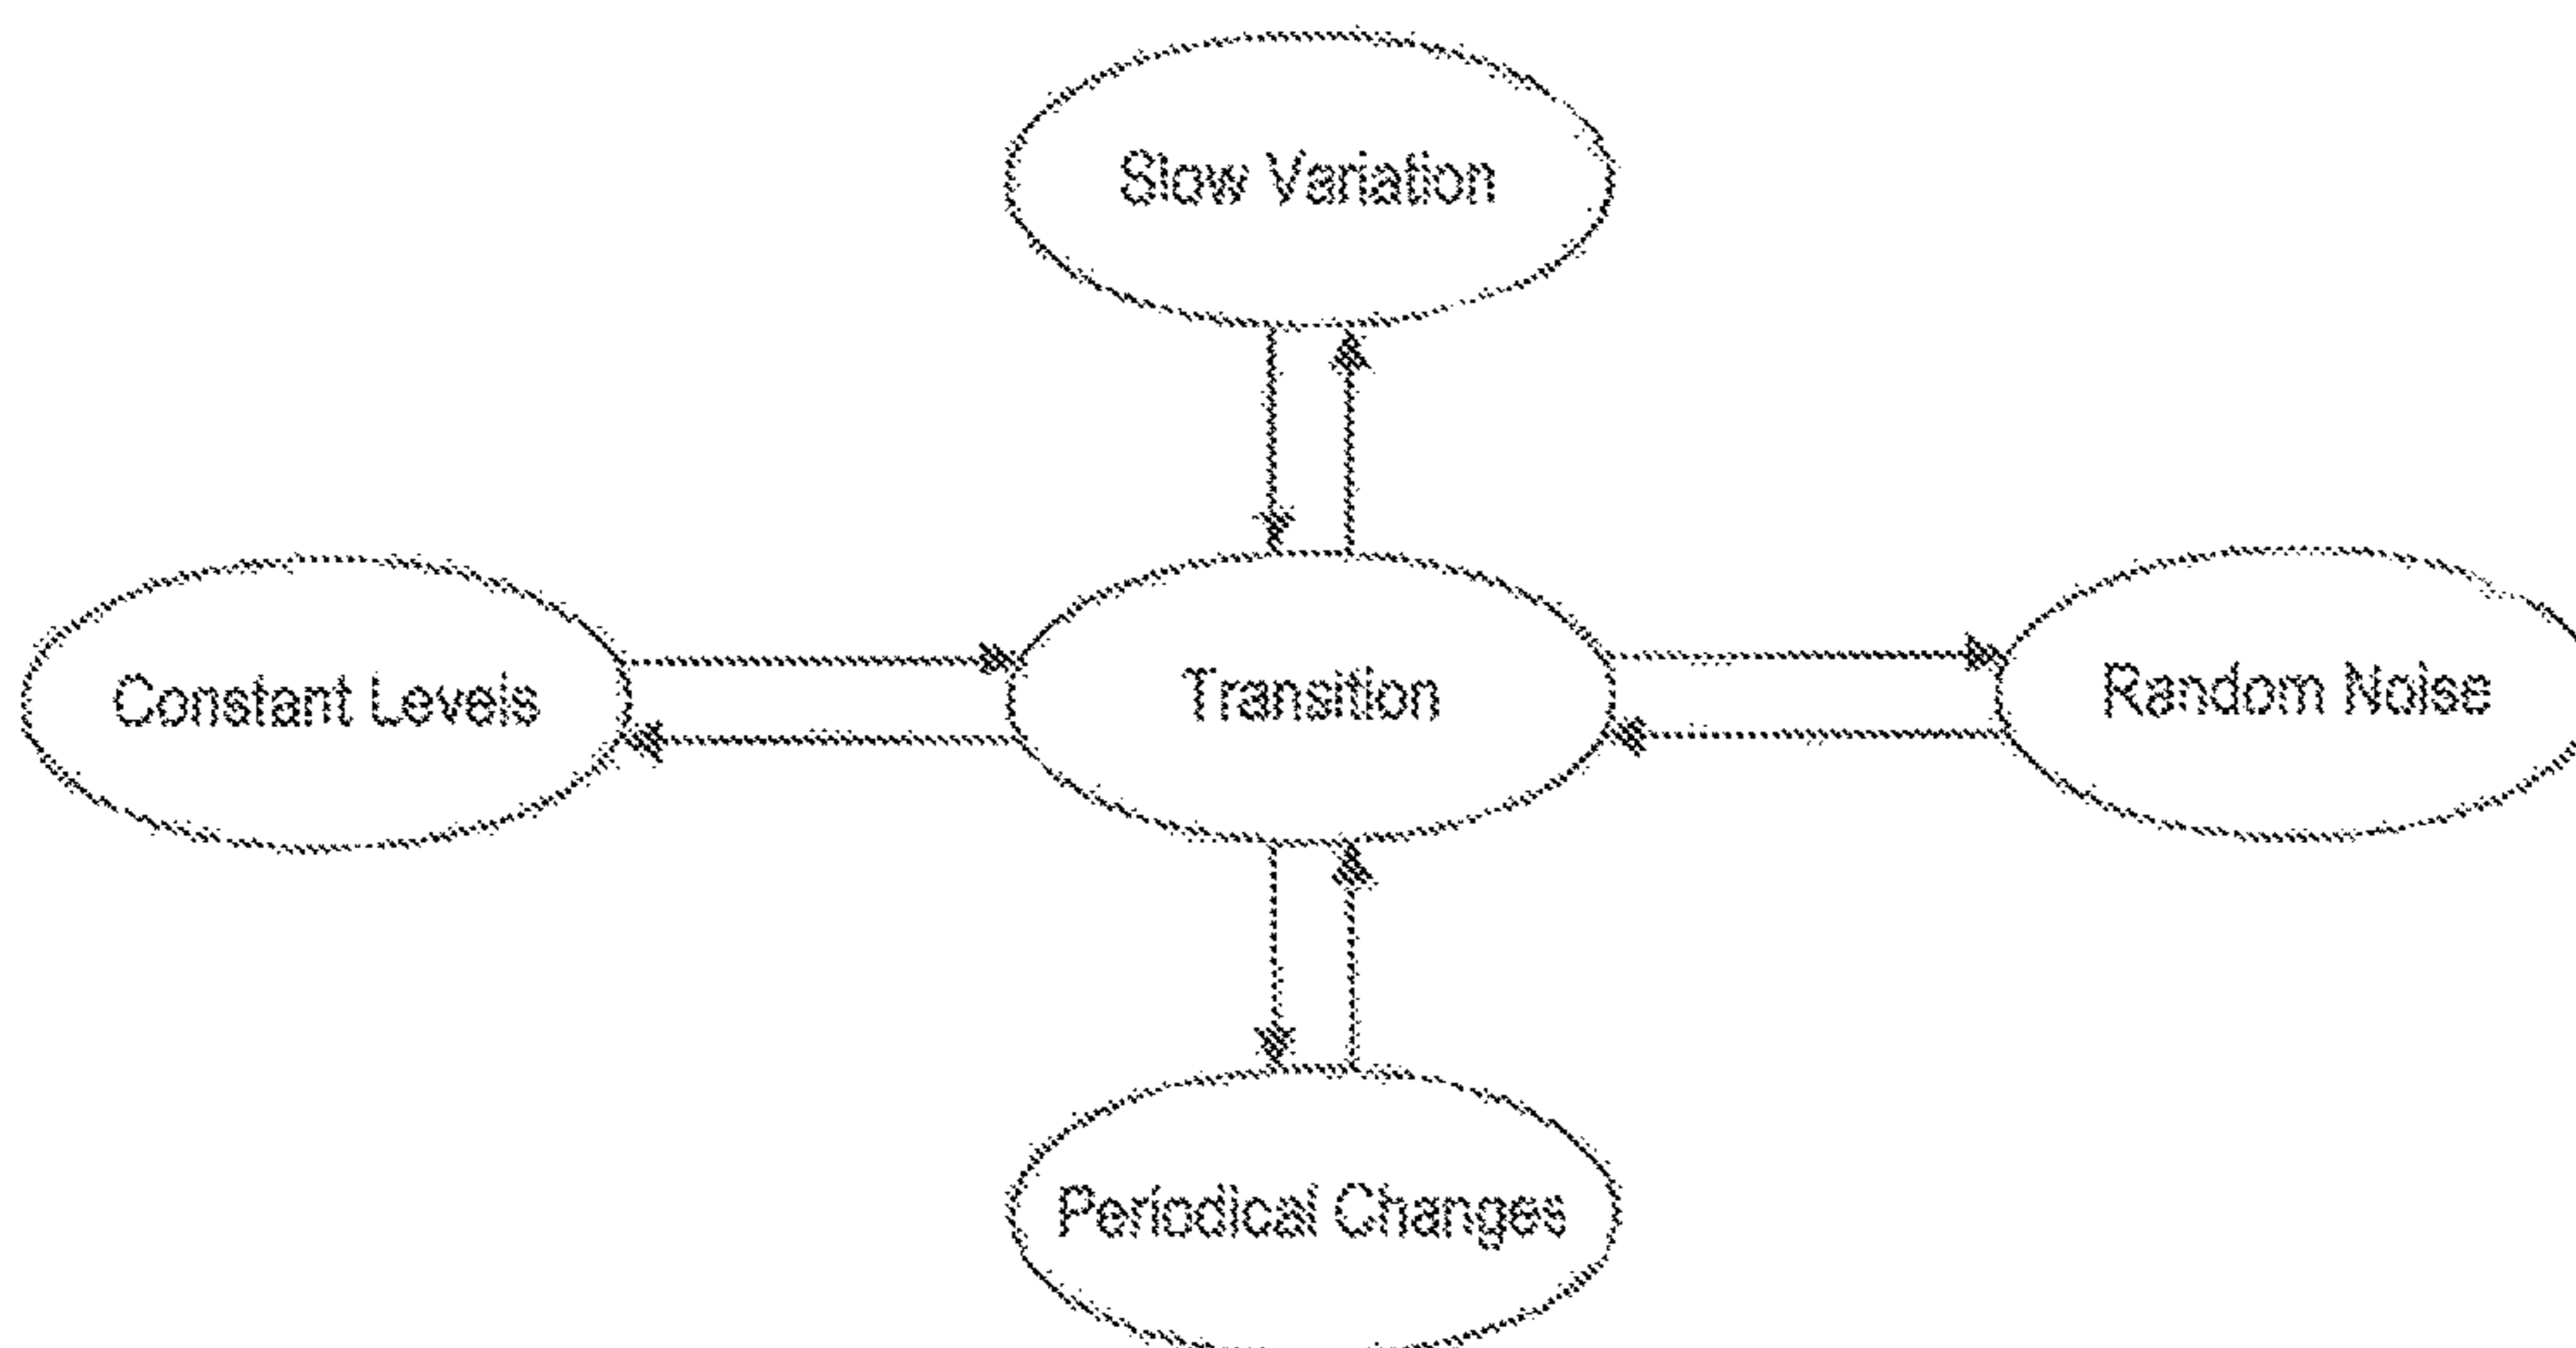 Slow Variation
Constant Levels
Transition
Random Noise
Periodical Changes